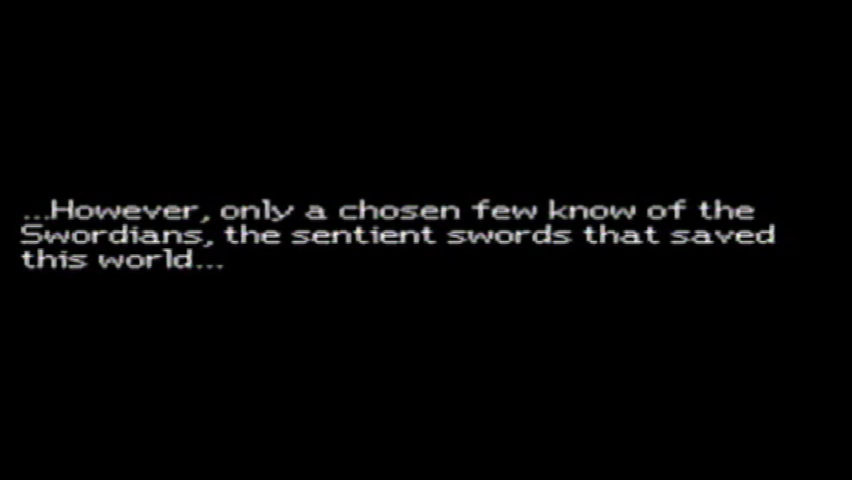 ...However, only a chosen few know of the
Swordians, the sentient swords that saved
this world...